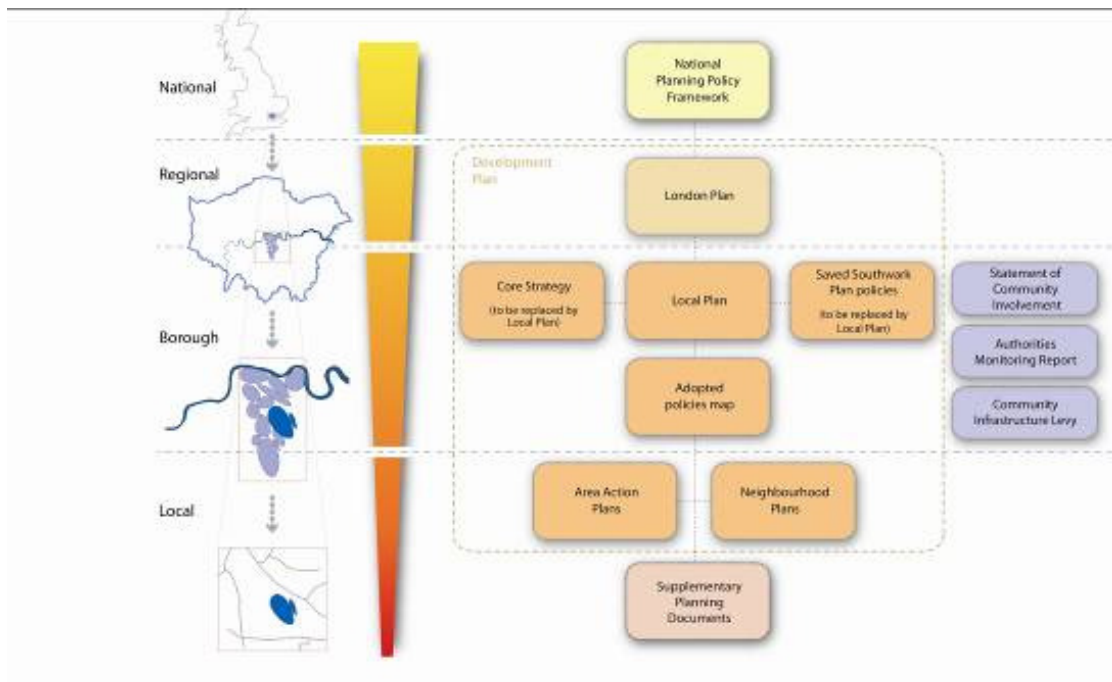 National
Regional
Borough
Local
National
Planning Policy
Framework
Development
Plan
London Plan
Core Strategy
(to be replaced by
Local Plan)
Local Plan
Saved Southwark
Plan policies
(to be replaced by
Local Plan)
Adopted
policies map
Statement of
Community
Involvement
Authorities
Monitoring Report
Community
Infrastructure Levy
Area Action
Plans
Neighbourhood
Plans
Supplementary
Planning
Documents